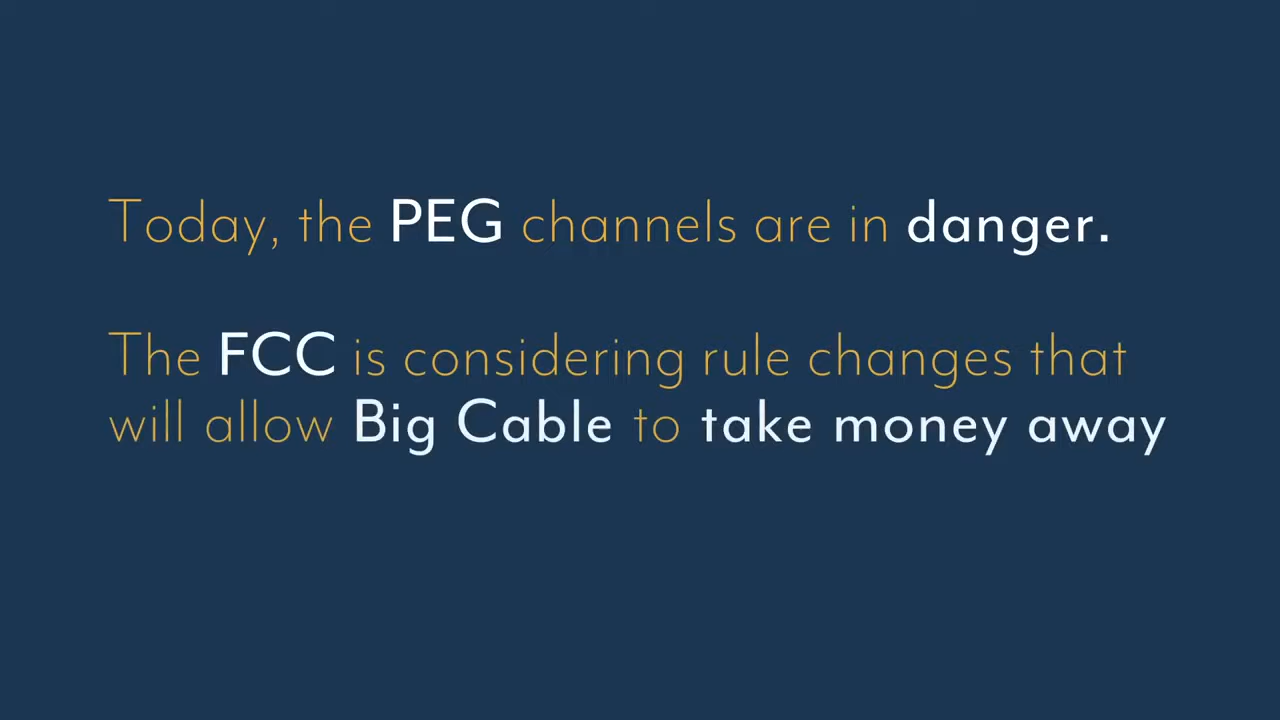 Today, the PEG channels are in danger.
The FCC is considering rule changes that
will allow Big Cable to take money away